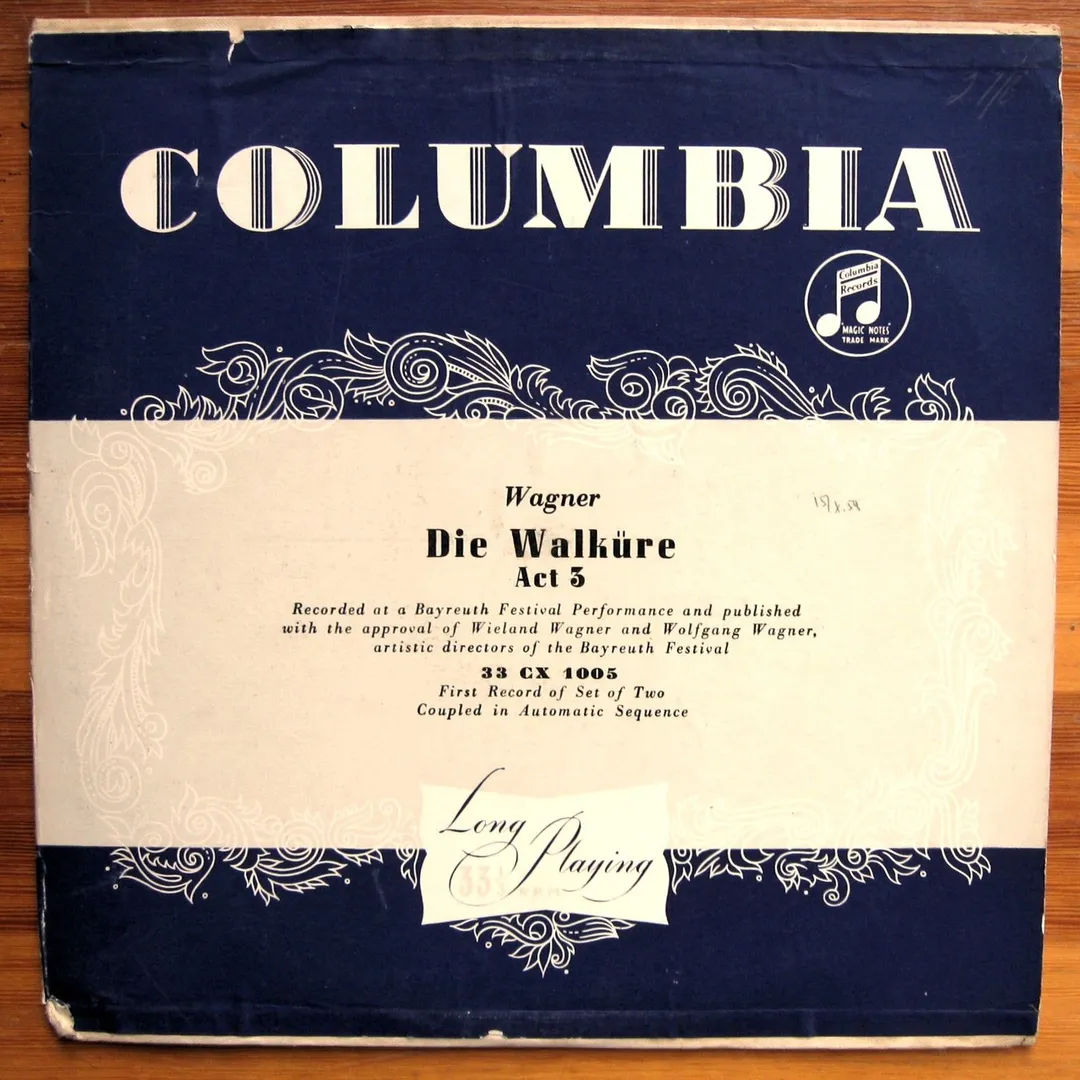 COLUMBIA
Columbia
Records
"MAGIC NOTES"
TRADE MARK
Wagner
Die Walküre
Act 3
Recorded at a Bayreuth Festival Performance and published
with the approval of Wieland Wagner and Wolfgang Wagner,
artistic directors of the Bayreuth Festival
33 CX 1005
First Record of Set of Two
Coupled in Automatic Sequence
Long Playing
33⅓